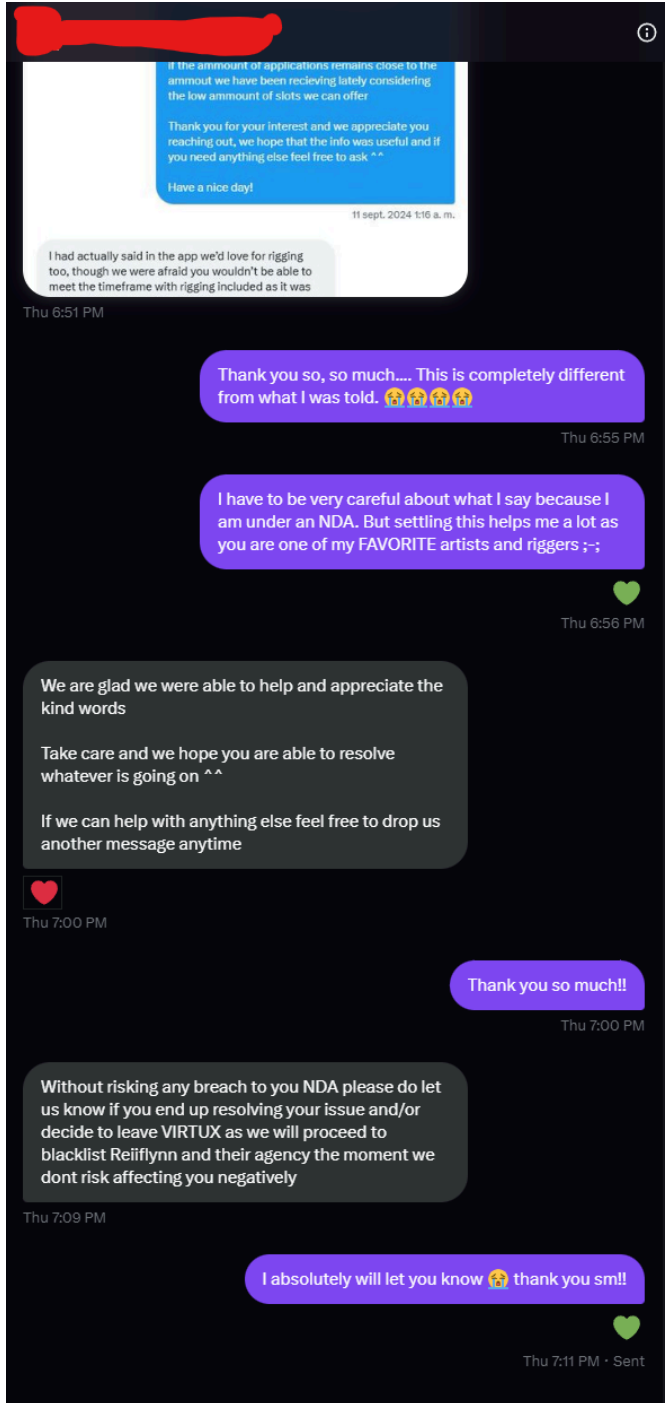 if the ammount of applications remains close to the
ammout we have been recieving lately considering
the low ammount of slots we can offer
Thank you for your interest and we appreciate you
reaching out, we hope that the info was useful and if
you need anything else feel free to ask ^^
Have a nice day!
11 sept. 2024 1:16 a. m.
I had actually said in the app we'd love for rigging
too, though we were afraid you wouldn't be able to
meet the timeframe with rigging included as it was
Thu 6:51 PM
Thank you so, so much.... This is completely different
from what I was told. 😭😭😭😭
Thu 6:55 PM
I have to be very careful about what I say because I
am under an NDA. But settling this helps me a lot as
you are one of my FAVORITE artists and riggers ;-;
💚
Thu 6:56 PM
We are glad we were able to help and appreciate the
kind words
Take care and we hope you are able to resolve
whatever is going on ^^
If we can help with anything else feel free to drop us
another message anytime
❤️
Thu 7:00 PM
Thank you so much!!
Thu 7:00 PM
Without risking any breach to you NDA please do let
us know if you end up resolving your issue and/or
decide to leave VIRTUX as we will proceed to
blacklist Reiiflynn and their agency the moment we
dont risk affecting you negatively
Thu 7:09 PM
I absolutely will let you know 😭 thank you sm!!
💚
Thu 7:11 PM · Sent